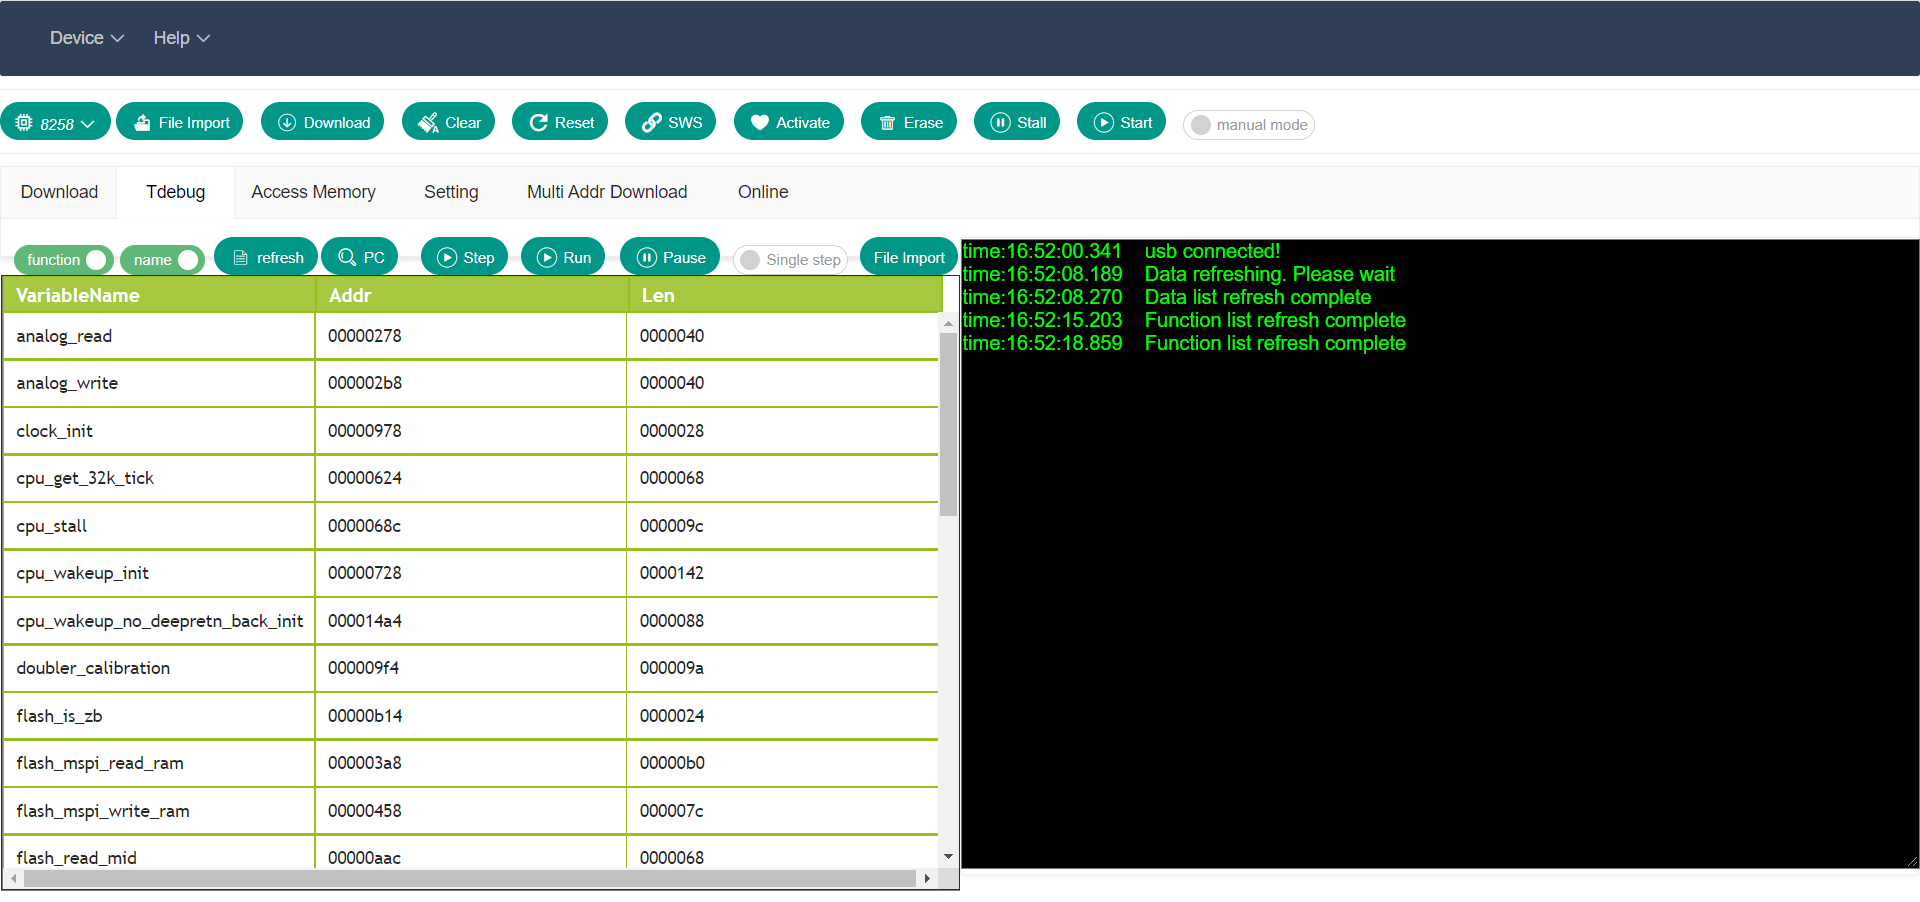 Device Help
8258 File Import Download Clear Reset SWS Activate Erase Stall Start manual mode
Download Tdebug Access Memory Setting Multi Addr Download Online
function name refresh PC Step Run Pause Single step File Import
VariableName Addr Len
analog_read 00000278 0000040
analog_write 000002b8 0000040
clock_init 00000978 0000028
cpu_get_32k_tick 00000624 0000068
cpu_stall 0000068c 000009c
cpu_wakeup_init 00000728 0000142
cpu_wakeup_no_deepretn_back_init 000014a4 0000088
doubler_calibration 000009f4 000009a
flash_is_zb 00000b14 0000024
flash_mspi_read_ram 000003a8 00000b0
flash_mspi_write_ram 00000458 000007c
flash_read_mid 00000aac 0000068
time:16:52:00.341 usb connected!
time:16:52:08.189 Data refreshing. Please wait
time:16:52:08.270 Data list refresh complete
time:16:52:15.203 Function list refresh complete
time:16:52:18.859 Function list refresh complete